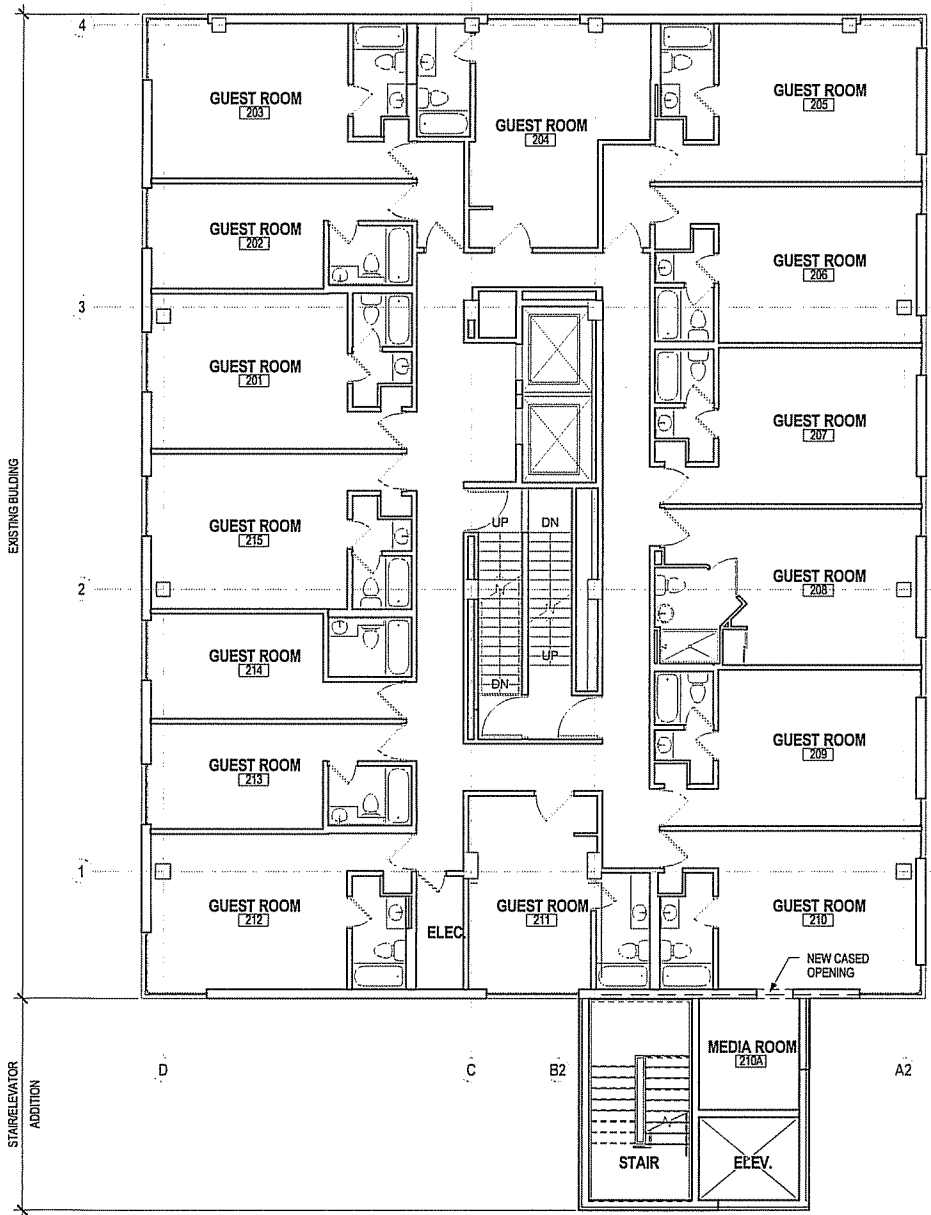 4
GUEST ROOM
203
GUEST ROOM
204
GUEST ROOM
205
GUEST ROOM
202
GUEST ROOM
206
3
GUEST ROOM
201
GUEST ROOM
207
EXISTING BULDING
GUEST ROOM
215
UP
DN
2
GUEST ROOM
208
GUEST ROOM
214
UP
DN
GUEST ROOM
213
GUEST ROOM
209
1
GUEST ROOM
212
ELEC.
GUEST ROOM
211
GUEST ROOM
210
NEW CASED
OPENING
D
C
B2
A2
MEDIA ROOM
210A
STAIR/ELEVATOR
ADDITION
STAIR
ELEV.